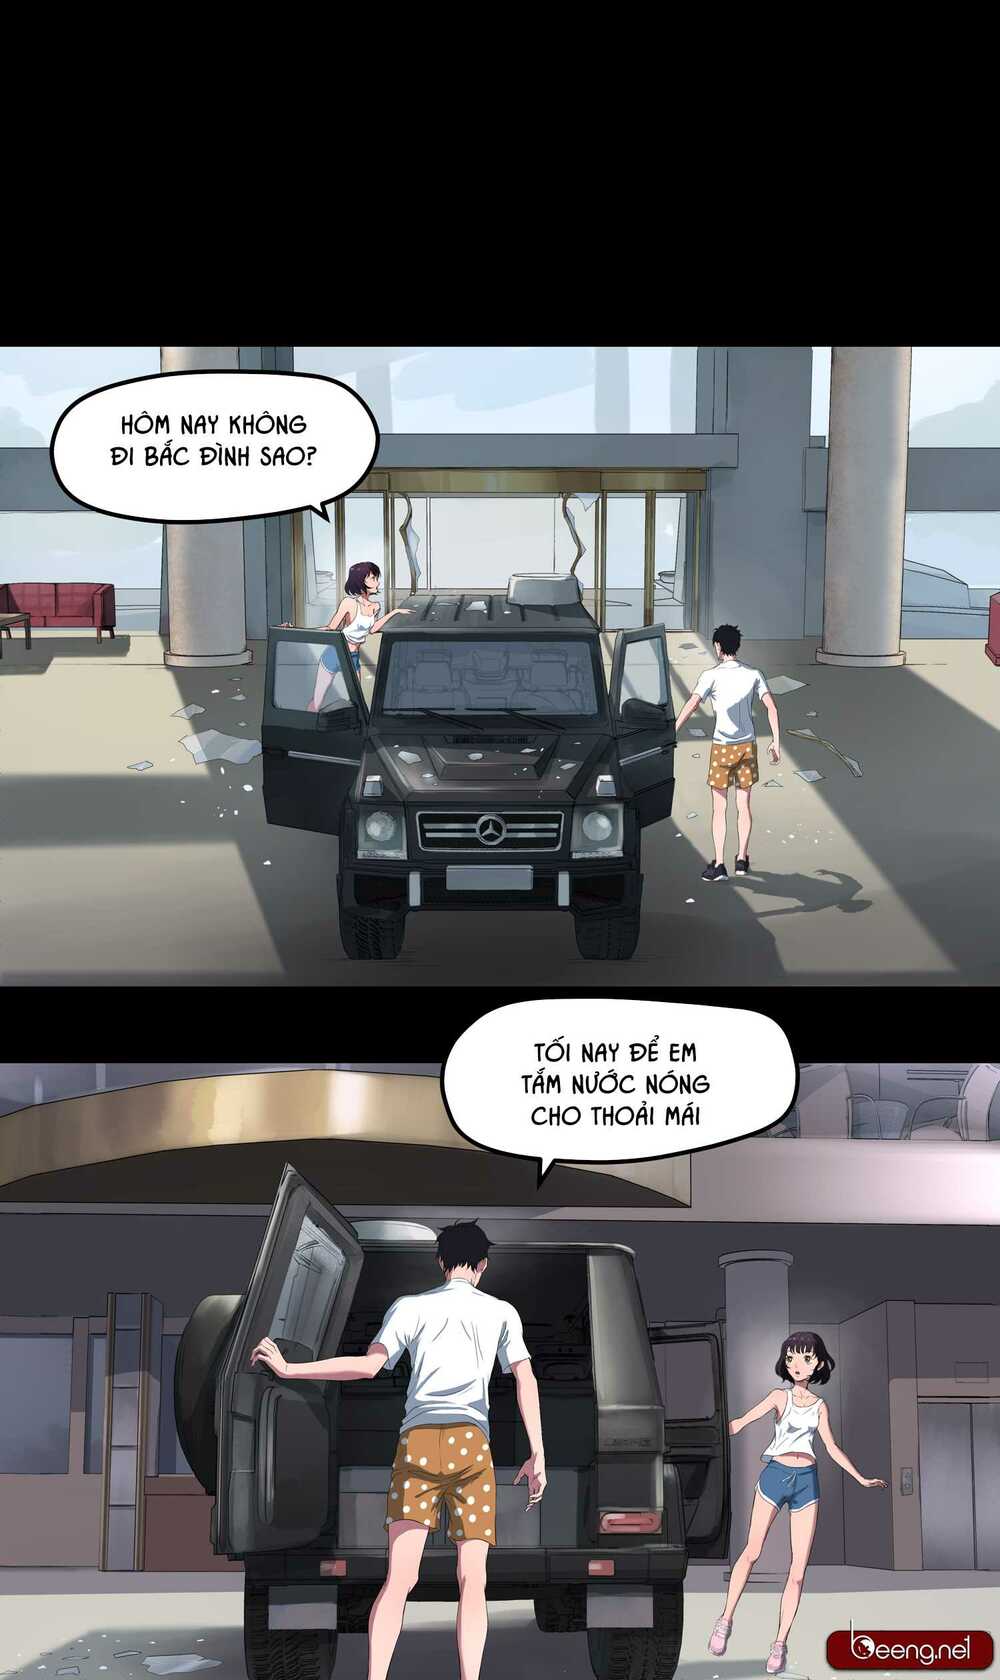 HÔM NAY KHÔNG
ĐI BẮC ĐÌNH SAO?
TỐI NAY ĐỂ EM
TẮM NƯỚC NÓNG
CHO THOẢI MÁI
beeng.net